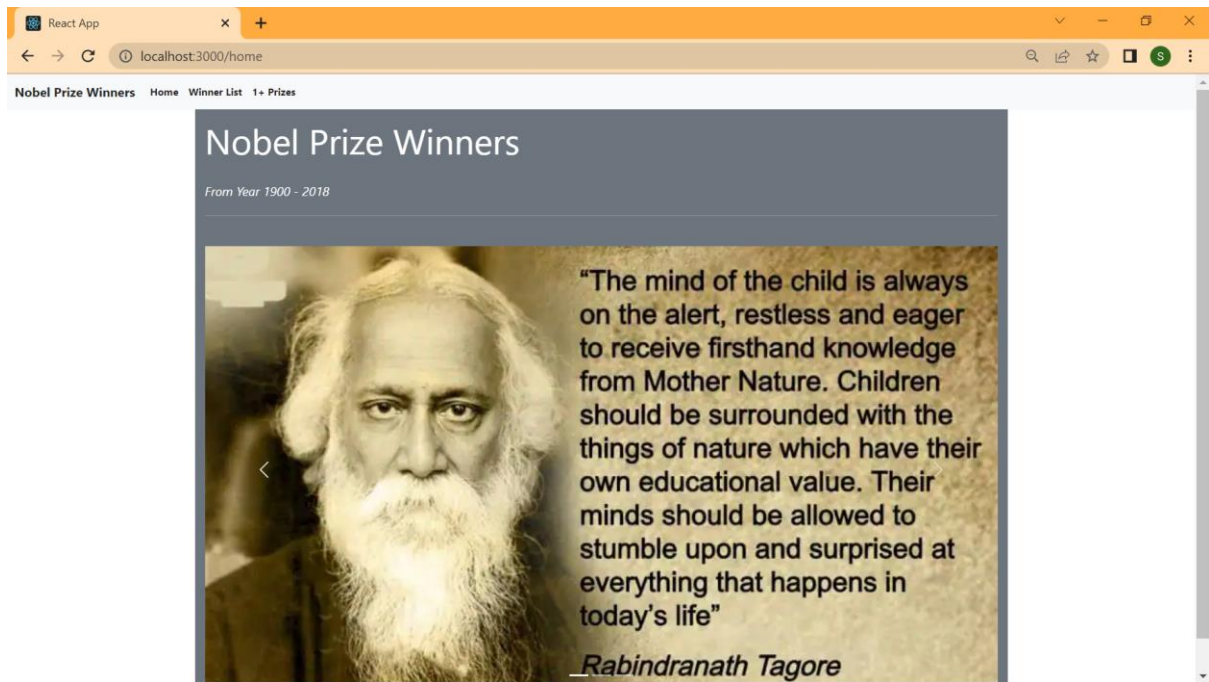 React App
localhost:3000/home
S
Nobel Prize Winners Home Winner List 1+ Prizes
Nobel Prize Winners
From Year 1900 - 2018
“The mind of the child is always
on the alert, restless and eager
to receive firsthand knowledge
from Mother Nature. Children
should be surrounded with the
things of nature which have their
own educational value. Their
minds should be allowed to
stumble upon and surprised at
everything that happens in
today’s life”
Rabindranath Tagore